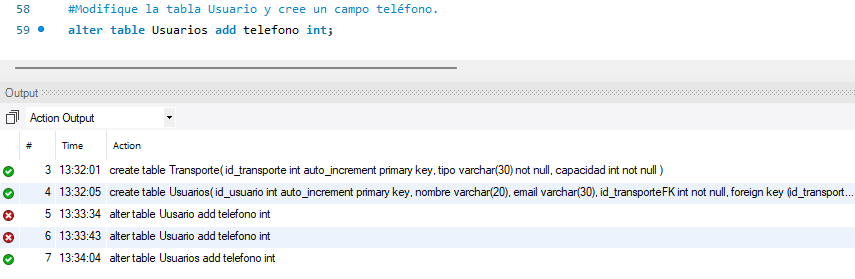 58 #Modifique la tabla Usuario y cree un campo teléfono.
59 alter table Usuarios add telefono int;
Output
Action Output
# Time Action
3 13:32:01 create table Transporte( id_transporte int auto_increment primary key, tipo varchar(30) not null, capacidad int not null )
4 13:32:05 create table Usuarios( id_usuario int auto_increment primary key, nombre varchar(20), email varchar(30), id_transporteFK int not null, foreign key (id_transport...
5 13:33:34 alter table Uusario add telefono int
6 13:33:43 alter table Usuario add telefono int
7 13:34:04 alter table Usuarios add telefono int